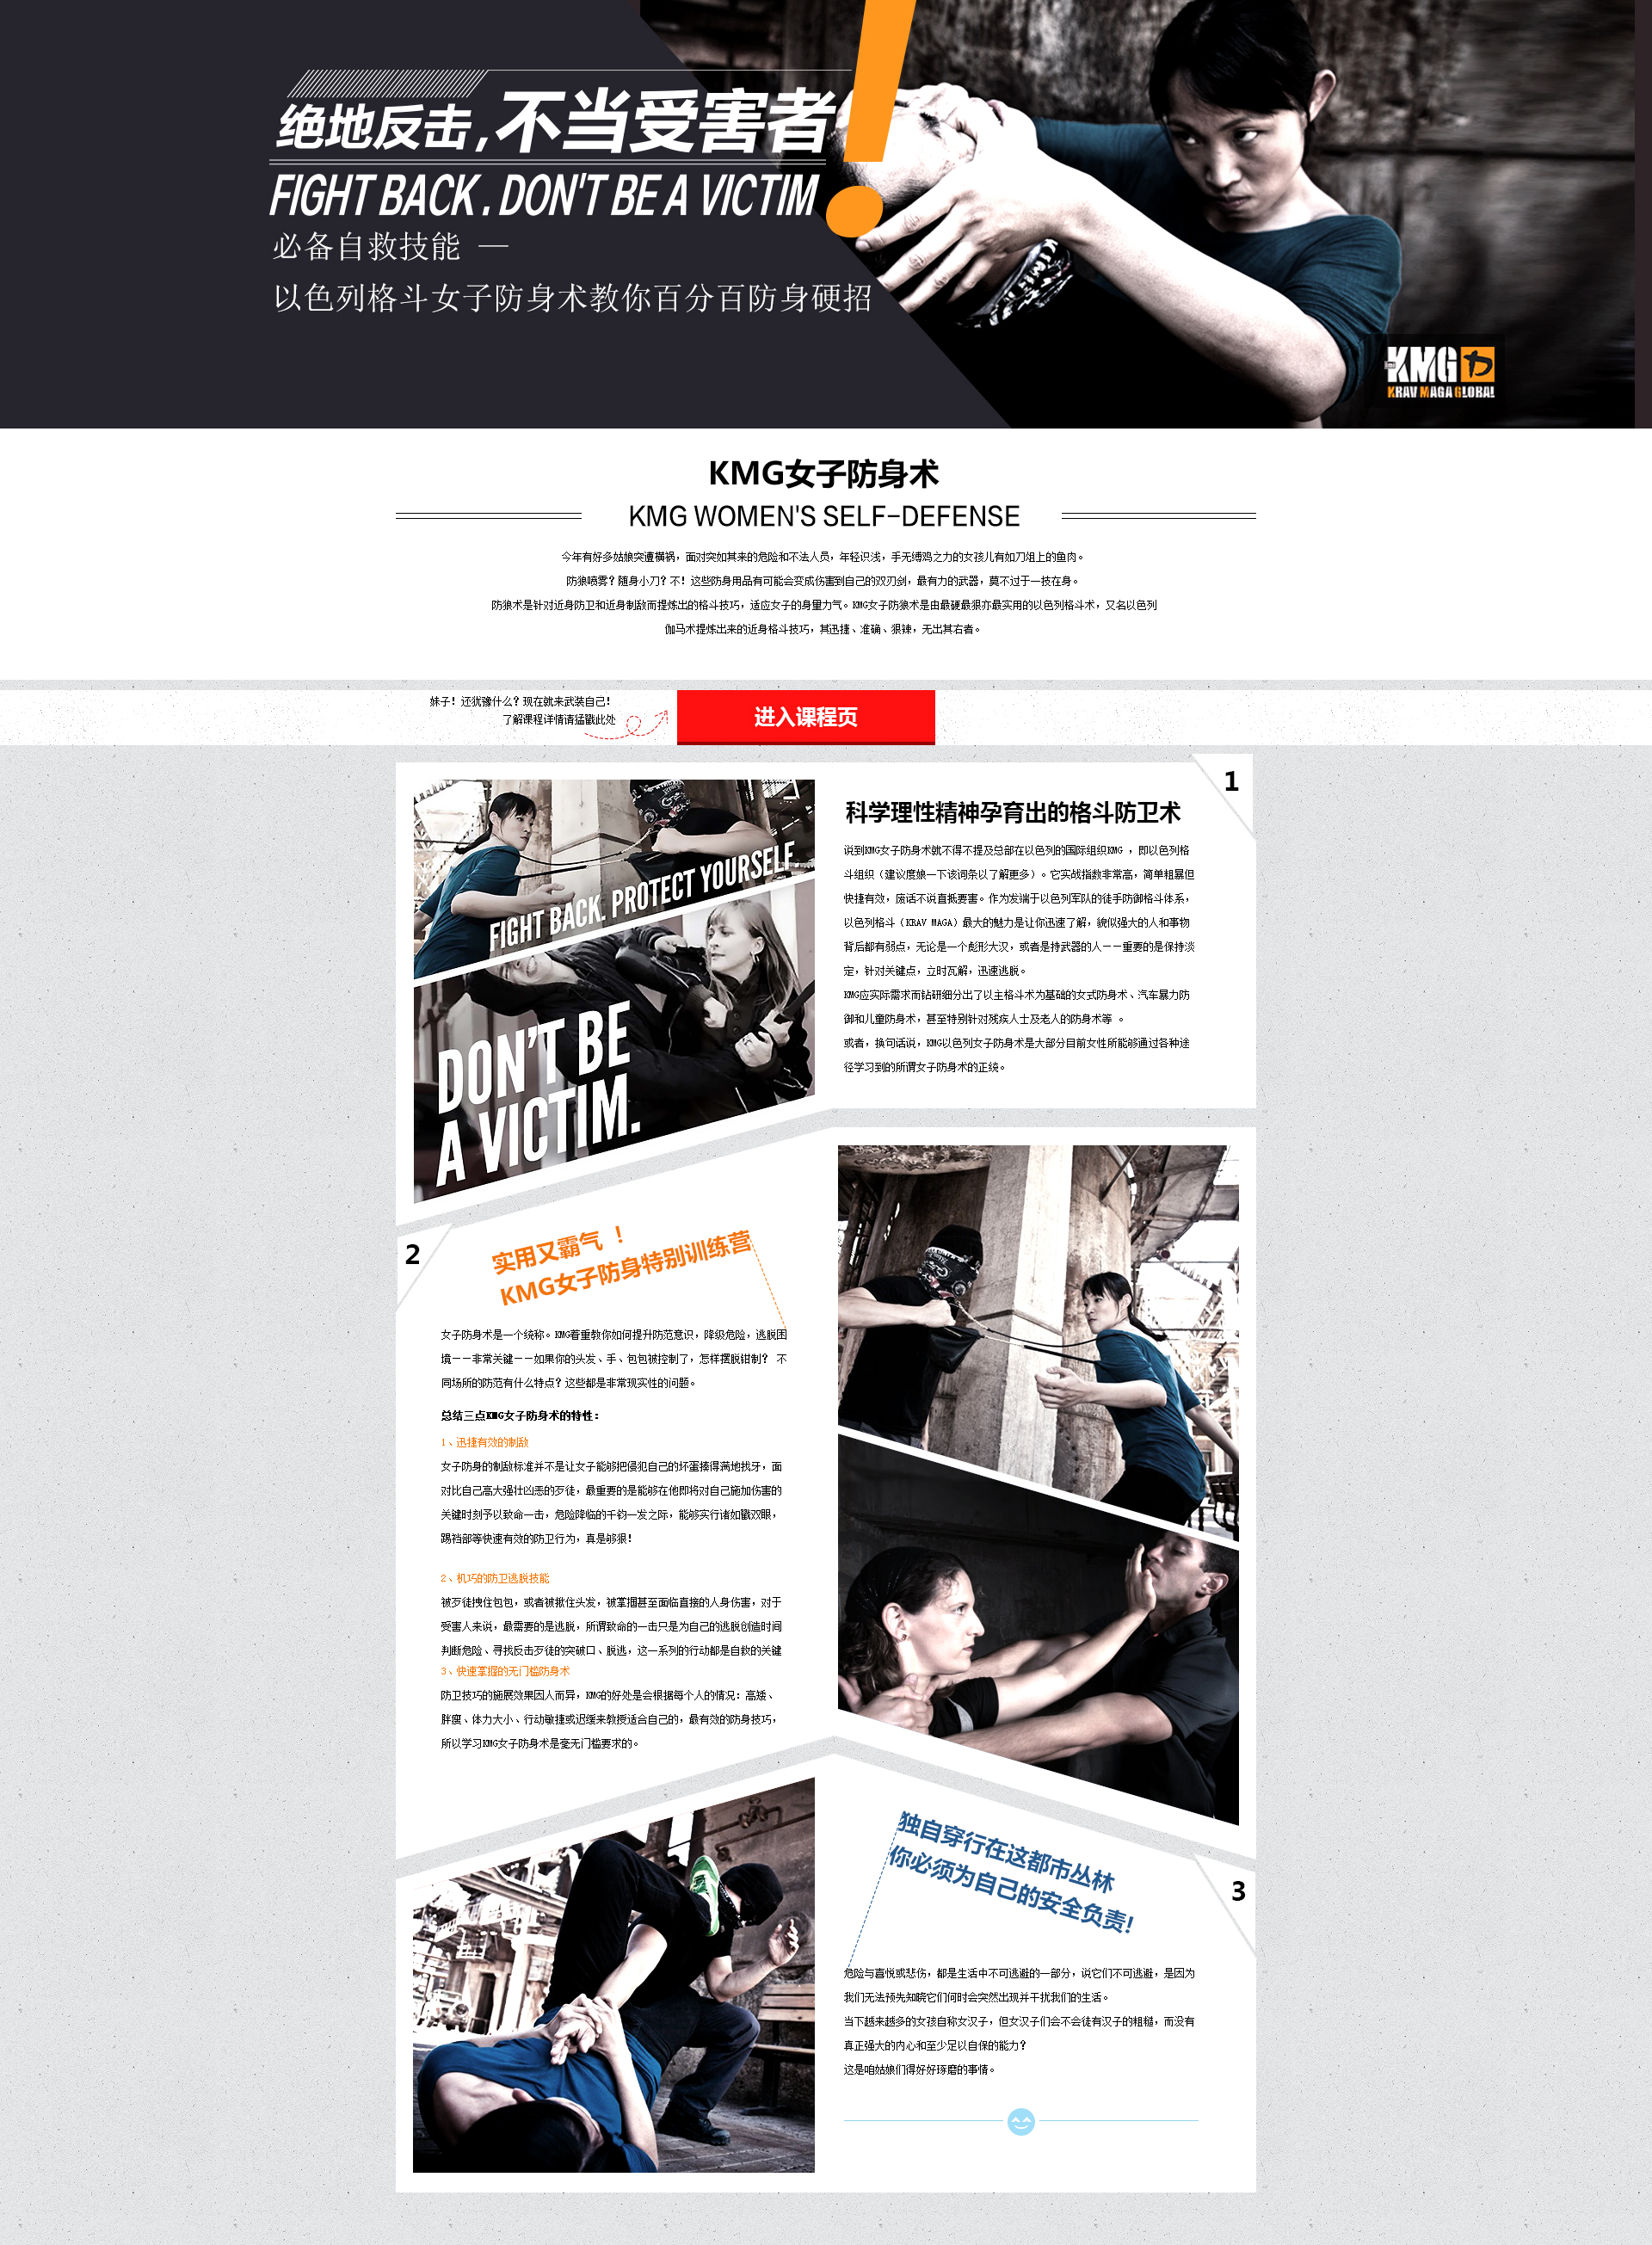 绝地反击,不当受害者!
FIGHT BACK. DON'T BE A VICTIM
必备自救技能 —
以色列格斗女子防身术教你百分百防身硬招
KMG
KRAV MAGA GLOBAL
KMG女子防身术
KMG WOMEN'S SELF-DEFENSE
今年有好多姑娘突遭横祸，面对突如其来的危险和不法人员，年轻识浅，手无缚鸡之力的女孩儿有如刀俎上的鱼肉。
防狼喷雾？随身小刀？不！这些防身用品有可能会变成伤害到自己的双刃剑，最有力的武器，莫不过于一技在身。
防狼术是针对近身防卫和近身制敌而提炼出的格斗技巧，适应女子的身量力气。KMG女子防狼术是由最硬最狠亦最实用的以色列格斗术，又名以色列
伽马术提炼出来的近身格斗技巧，其迅捷、准确、狠辣，无出其右者。
妹子！还犹豫什么？现在就来武装自己！
了解课程详情请猛戳此处
进入课程页
1
FIGHT BACK. PROTECT YOURSELF.
DON'T BE
A VICTIM.
科学理性精神孕育出的格斗防卫术
说到KMG女子防身术就不得不提及总部在以色列的国际组织KMG ，即以色列格
斗组织（建议度娘一下该词条以了解更多）。它实战指数非常高，简单粗暴但
快捷有效，废话不说直抵要害。作为发端于以色列军队的徒手防御格斗体系，
以色列格斗（KRAV MAGA）最大的魅力是让你迅速了解，貌似强大的人和事物
背后都有弱点，无论是一个彪形大汉，或者是持武器的人——重要的是保持淡
定，针对关键点，立时瓦解，迅速逃脱。
KMG应实际需求而钻研细分出了以主格斗术为基础的女式防身术、汽车暴力防
御和儿童防身术，甚至特别针对残疾人士及老人的防身术等 。
或者，换句话说，KMG以色列女子防身术是大部分目前女性所能够通过各种途
径学习到的所谓女子防身术的正统。
2
实用又霸气 ！
KMG女子防身特别训练营
女子防身术是一个统称。KMG着重教你如何提升防范意识，降级危险，逃脱困
境——非常关键——如果你的头发、手、包包被控制了，怎样摆脱钳制？ 不
同场所的防范有什么特点？这些都是非常现实性的问题。
总结三点KMG女子防身术的特性：
1、迅捷有效的制敌
女子防身的制敌标准并不是让女子能够把侵犯自己的坏蛋揍得满地找牙，面
对比自己高大强壮凶恶的歹徒，最重要的是能够在他即将对自己施加伤害的
关键时刻予以致命一击，危险降临的千钧一发之际，能够实行诸如戳双眼，
踢裆部等快速有效的防卫行为，真是够狠！
2、机巧的防卫逃脱技能
被歹徒拽住包包，或者被揪住头发，被掌掴甚至面临直接的人身伤害，对于
受害人来说，最需要的是逃脱，所谓致命的一击只是为自己的逃脱创造时间
判断危险、寻找反击歹徒的突破口、脱逃，这一系列的行动都是自救的关键
3、快速掌握的无门槛防身术
防卫技巧的施展效果因人而异，KMG的好处是会根据每个人的情况：高矮、
胖瘦、体力大小、行动敏捷或迟缓来教授适合自己的，最有效的防身技巧，
所以学习KMG女子防身术是毫无门槛要求的。
独自穿行在这都市丛林
你必须为自己的安全负责!
3
危险与喜悦或悲伤，都是生活中不可逃避的一部分，说它们不可逃避，是因为
我们无法预先知晓它们何时会突然出现并干扰我们的生活。
当下越来越多的女孩自称女汉子，但女汉子们会不会徒有汉子的粗糙，而没有
真正强大的内心和至少足以自保的能力？
这是咱姑娘们得好好琢磨的事情。